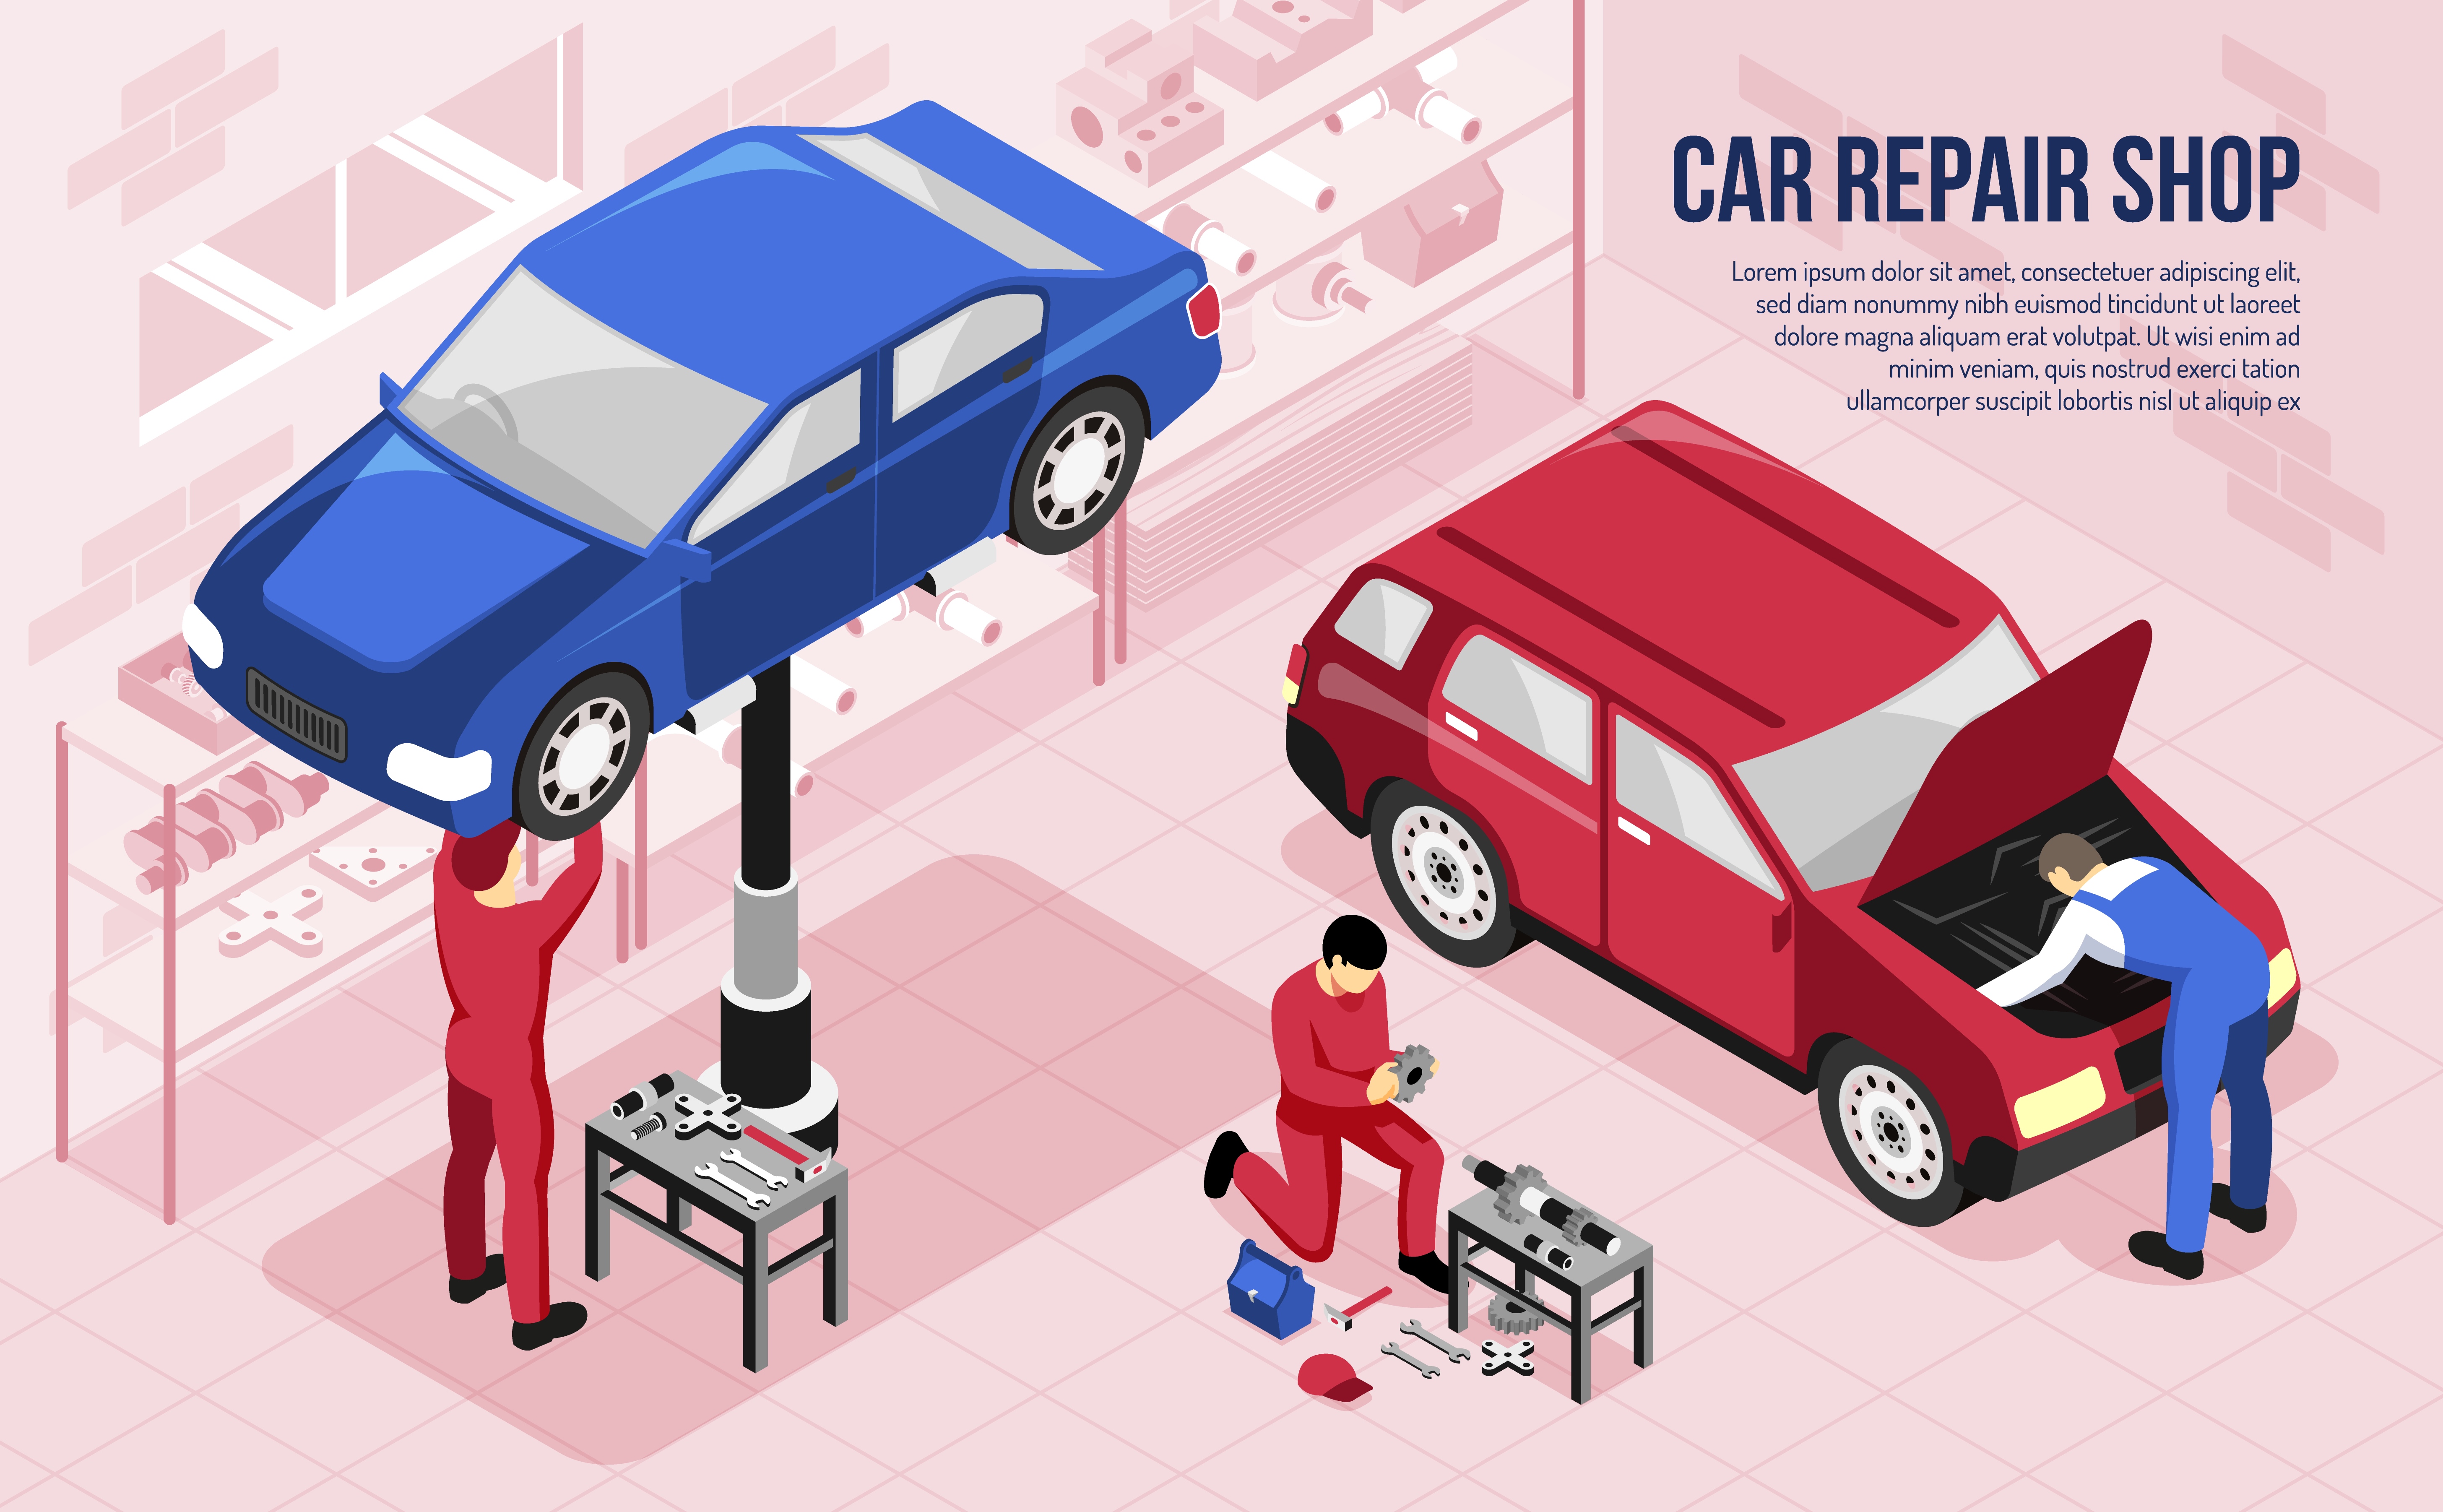 CAR REPAIR SHOP
Lorem ipsum dolor sit amet, consectetuer adipiscing elit,
sed diam nonummy nibh euismod tincidunt ut laoreet
dolore magna aliquam erat volutpat. Ut wisi enim ad
minim veniam, quis nostrud exerci tation
ullamcorper suscipit lobortis nisl ut aliquip ex